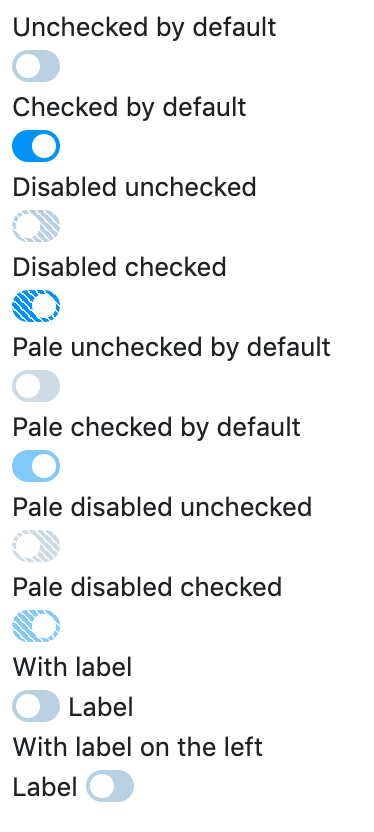 Unchecked by default
Checked by default
Disabled unchecked
Disabled checked
Pale unchecked by default
Pale checked by default
Pale disabled unchecked
Pale disabled checked
With label
Label
With label on the left
Label